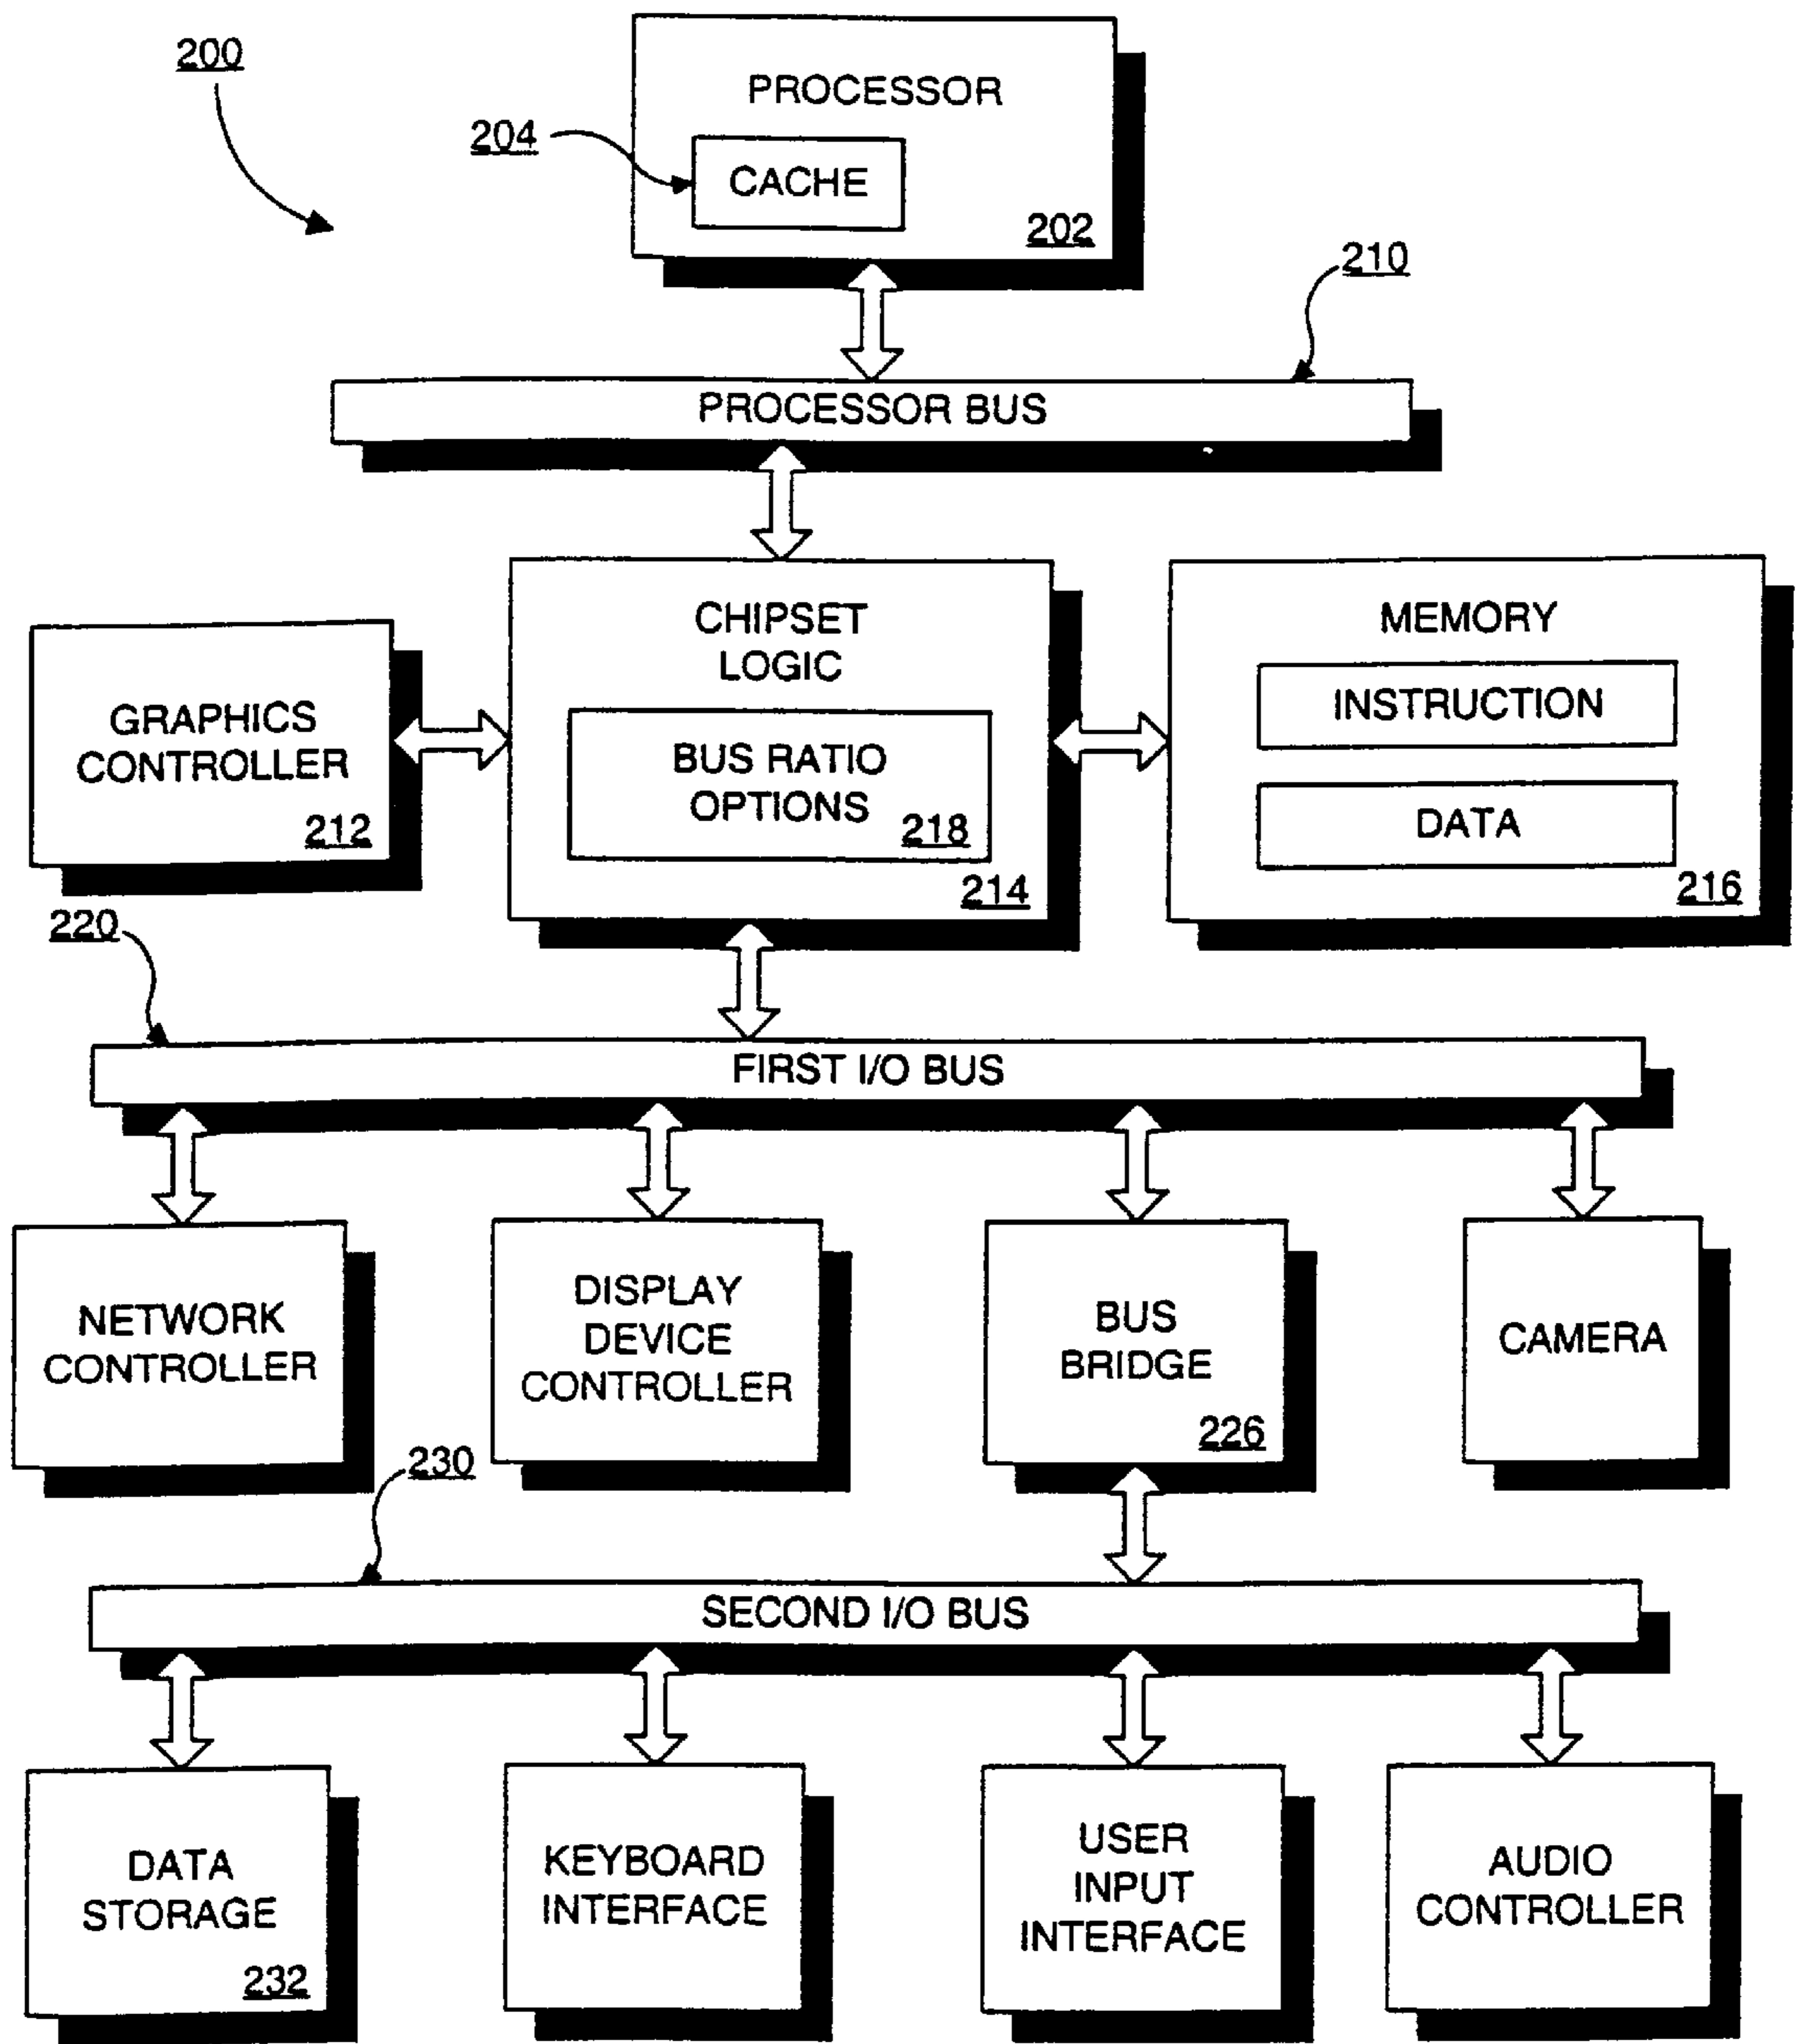 200
PROCESSOR
204
CACHE
202
210
PROCESSOR BUS
CHIPSET
LOGIC
MEMORY
GRAPHICS
CONTROLLER
212
BUS RATIO
OPTIONS
218
214
INSTRUCTION
DATA
216
220
FIRST I/O BUS
NETWORK
CONTROLLER
DISPLAY
DEVICE
CONTROLLER
BUS
BRIDGE
226
CAMERA
230
SECOND I/O BUS
DATA
STORAGE
232
KEYBOARD
INTERFACE
USER
INPUT
INTERFACE
AUDIO
CONTROLLER